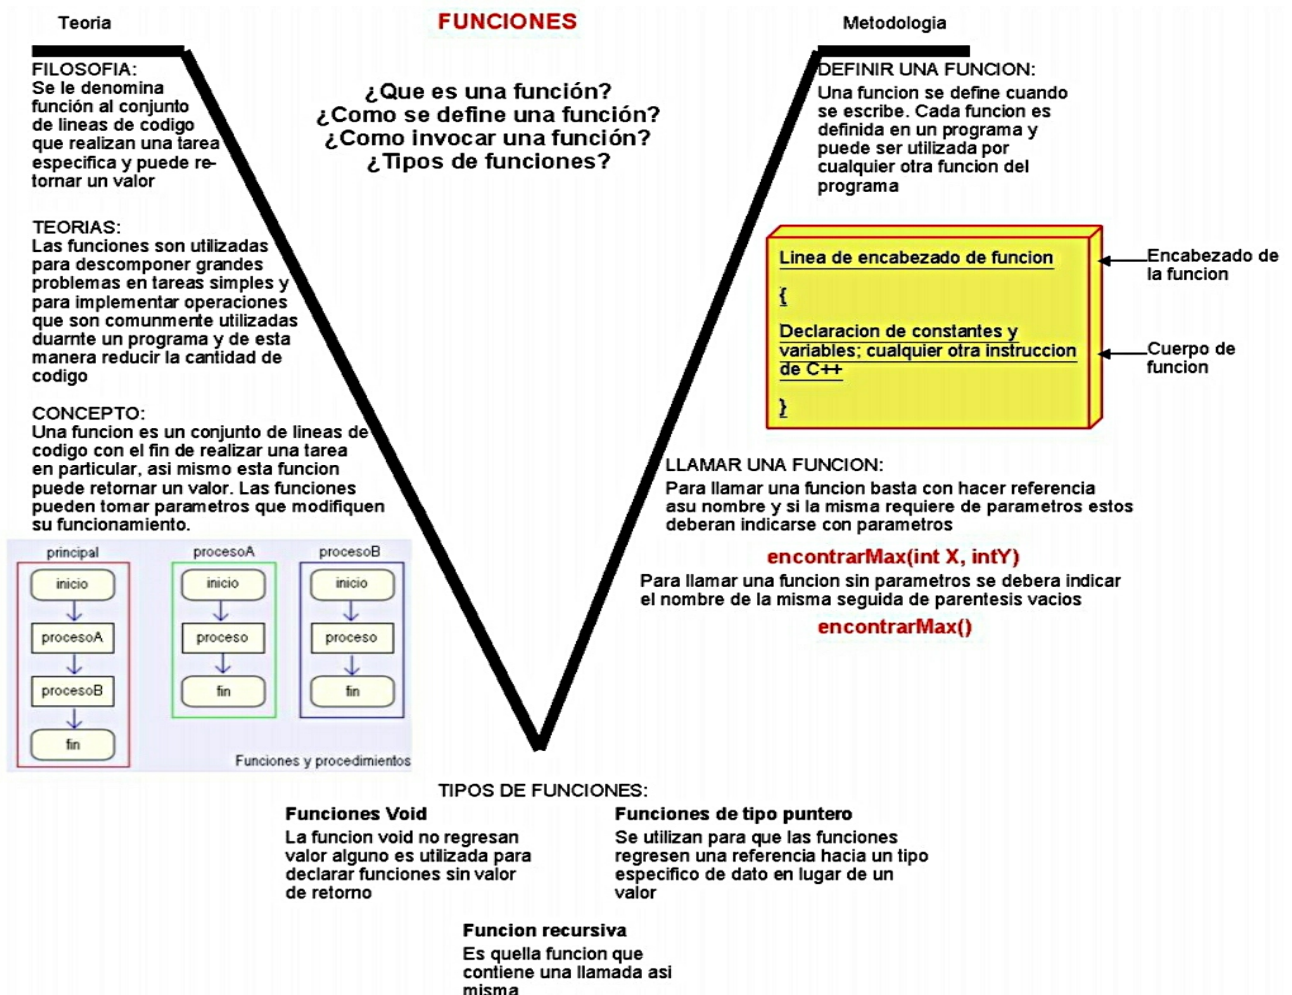 Teoria
FUNCIONES
Metodologia
FILOSOFIA:
Se le denomina
función al conjunto
de lineas de codigo
que realizan una tarea
especifica y puede re-
tornar un valor
TEORIAS:
Las funciones son utilizadas
para descomponer grandes
problemas en tareas simples y
para implementar operaciones
que son comunmente utilizadas
duarnte un programa y de esta
manera reducir la cantidad de
codigo
CONCEPTO:
Una funcion es un conjunto de lineas de
codigo con el fin de realizar una tarea
en particular, asi mismo esta funcion
puede retornar un valor. Las funciones
pueden tomar parametros que modifiquen
su funcionamiento.
principal
inicio
procesoA
procesoB
fin
procesoA
inicio
proceso
fin
procesoB
inicio
proceso
fin
Funciones y procedimientos
¿Que es una función?
¿Como se define una función?
¿Como invocar una función?
¿Tipos de funciones?
DEFINIR UNA FUNCION:
Una funcion se define cuando
se escribe. Cada funcion es
definida en un programa y
puede ser utilizada por
cualquier otra funcion del
programa
Linea de encabezado de funcion
{
Declaracion de constantes y
variables; cualquier otra instruccion
de C++
}
Encabezado de
la funcion
Cuerpo de
funcion
LLAMAR UNA FUNCION:
Para llamar una funcion basta con hacer referencia
asu nombre y si la misma requiere de parametros estos
deberan indicarse con parametros
encontrarMax(int X, intY)
Para llamar una funcion sin parametros se debera indicar
el nombre de la misma seguida de parentesis vacios
encontrarMax()
TIPOS DE FUNCIONES:
Funciones Void
La funcion void no regresan
valor alguno es utilizada para
declarar funciones sin valor
de retorno
Funciones de tipo puntero
Se utilizan para que las funciones
regresen una referencia hacia un tipo
especifico de dato en lugar de un
valor
Funcion recursiva
Es quella funcion que
contiene una llamada asi
misma